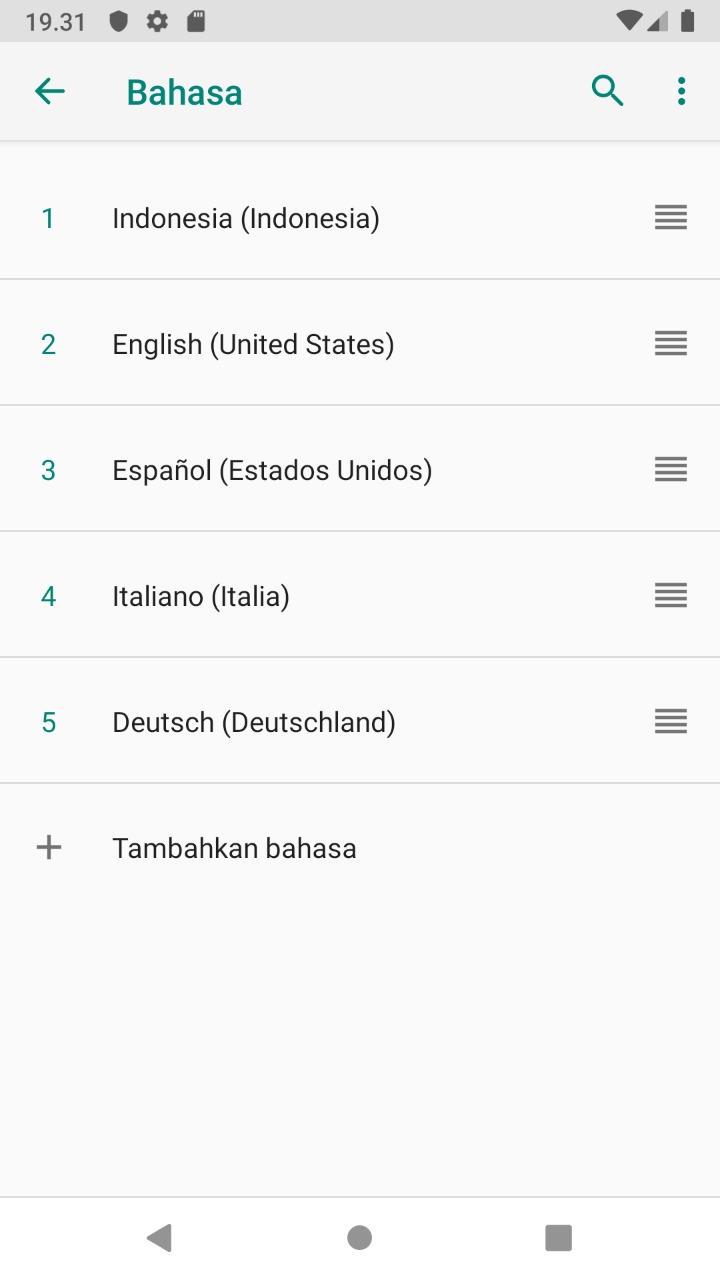 19.31
Bahasa
1 Indonesia (Indonesia)
2 English (United States)
3 Español (Estados Unidos)
4 Italiano (Italia)
5 Deutsch (Deutschland)
+ Tambahkan bahasa